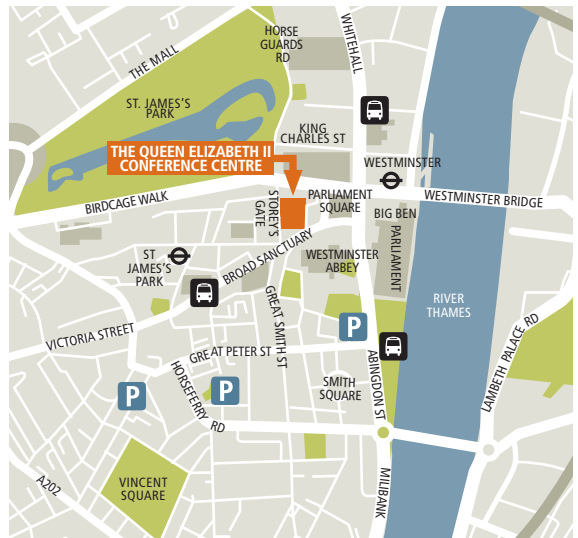 HORSE
GUARDS
RD
WHITEHALL
THE MALL
ST. JAMES'S
PARK
KING
CHARLES ST
THE QUEEN ELIZABETH II
CONFERENCE CENTRE
WESTMINSTER
BIRDCAGE WALK
STOREY'S
GATE
PARLIAMENT
SQUARE
WESTMINSTER BRIDGE
BIG BEN
PARLIAMENT
ST
JAMES'S
PARK
BROAD SANCTUARY
WESTMINSTER
ABBEY
RIVER
THAMES
GREAT SMITH ST
VICTORIA STREET
P
GREAT PETER ST
ABINGDON ST
LAMBETH PALACE RD
P
P
HORSEFERRY RD
SMITH
SQUARE
A202
VINCENT
SQUARE
MILIBANK